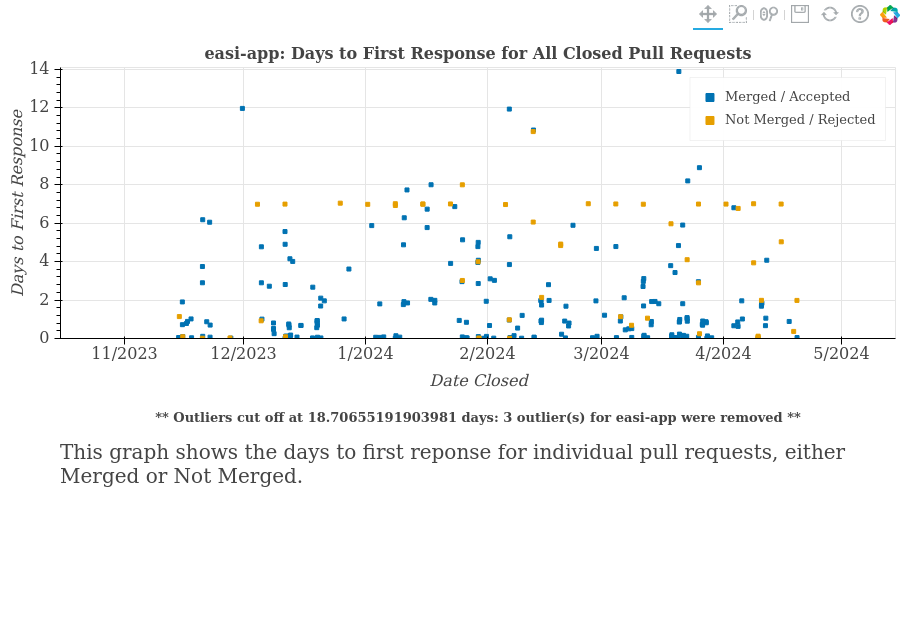 easi-app: Days to First Response for All Closed Pull Requests
14
12
10
8
6
4
2
0
Days to First Response
Merged / Accepted
Not Merged / Rejected
11/2023 12/2023 1/2024 2/2024 3/2024 4/2024 5/2024
Date Closed
** Outliers cut off at 18.70655191903981 days: 3 outlier(s) for easi-app were removed **
This graph shows the days to first reponse for individual pull requests, either
Merged or Not Merged.